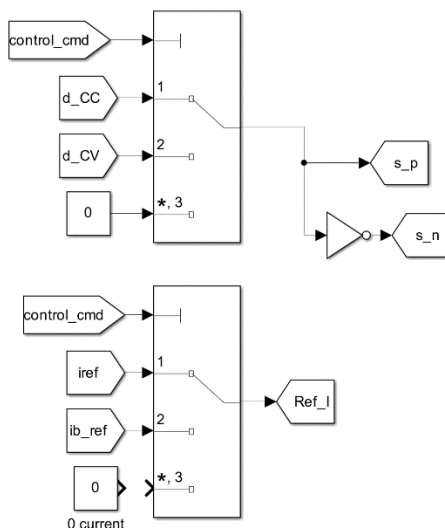 control_cmd
d_CC
1
d_CV
2
0
*, 3
s_p
s_n
control_cmd
iref
1
ib_ref
2
0
*, 3
Ref_I
0 current